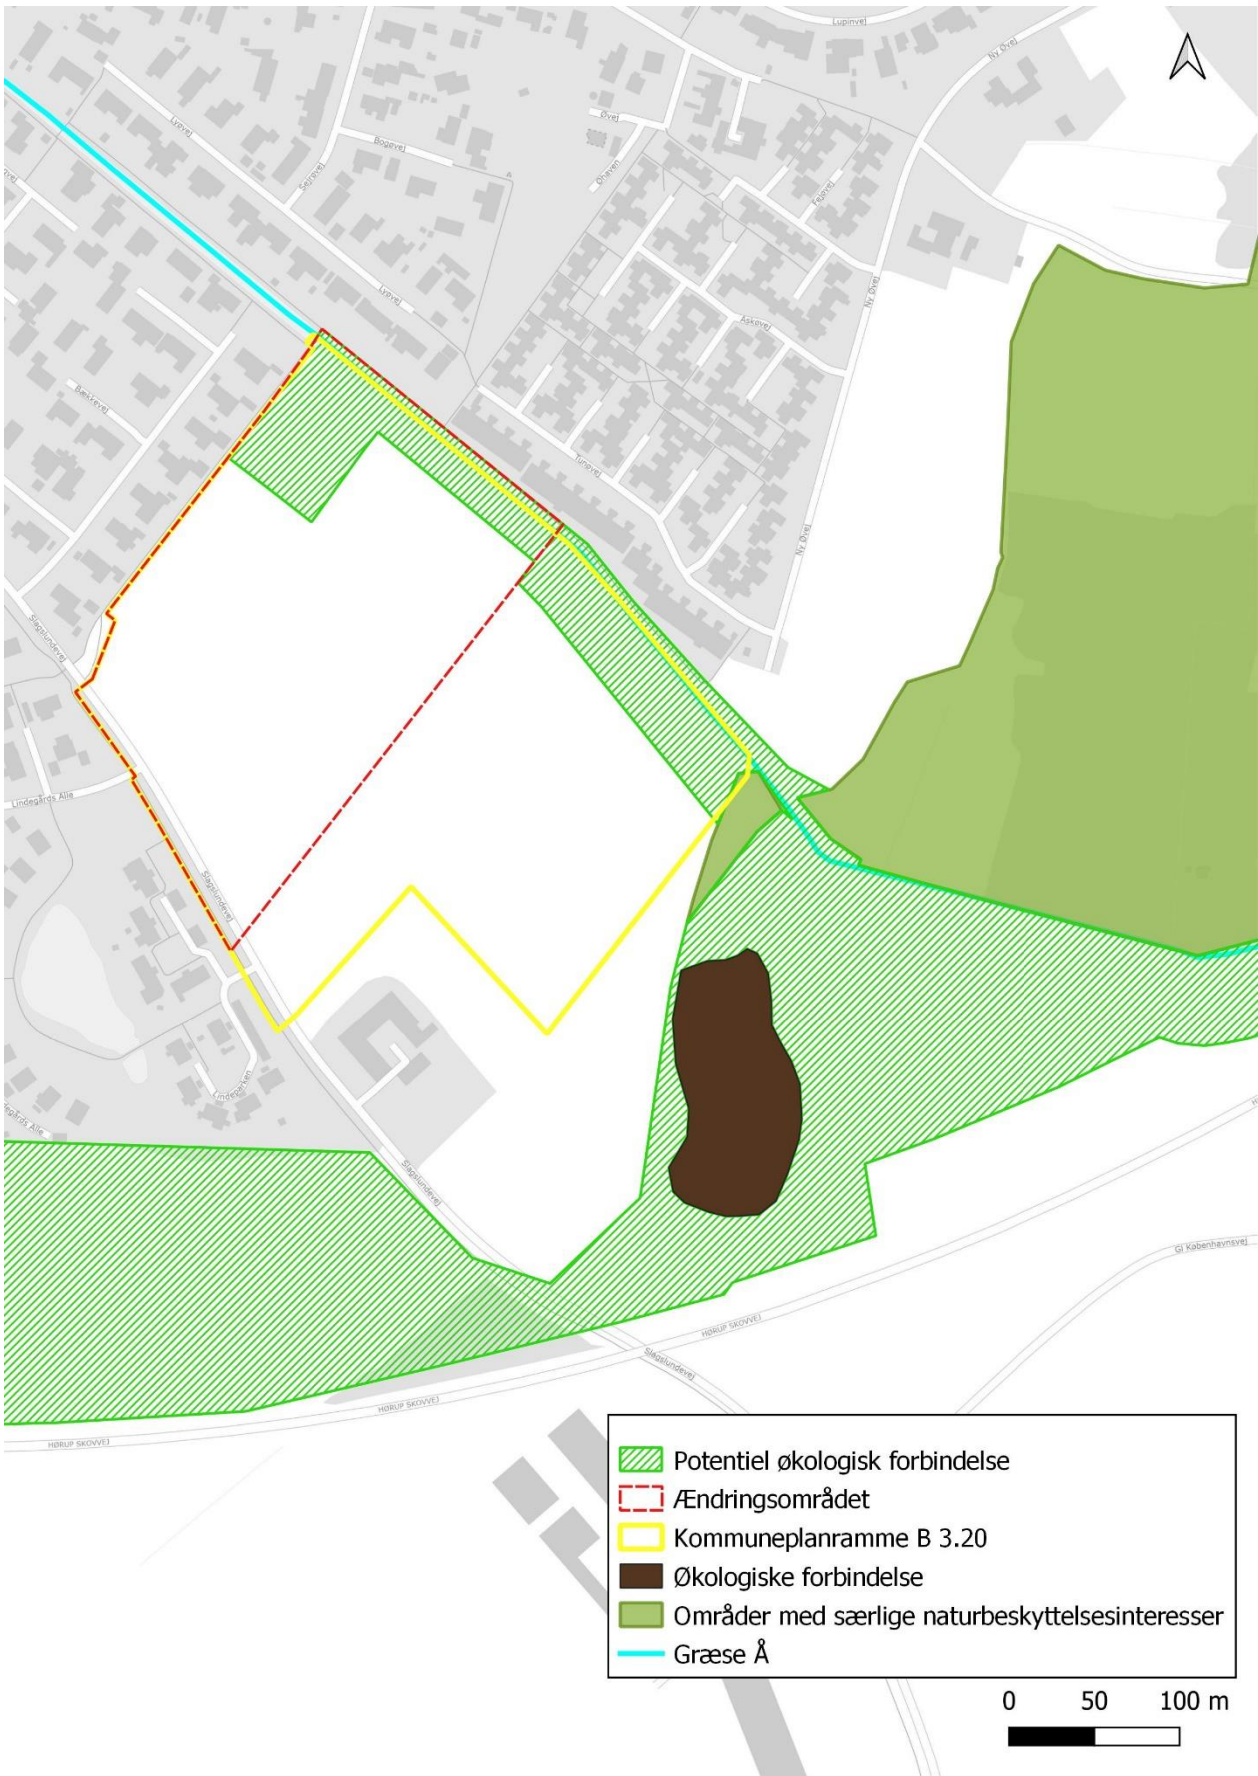 Lupinvej
Ny Øvej
Lyøvej
Bogøvej
Sejrøvej
Øvej
Øhaven
Fejøvej
Ny Øvej
Lyøvej
Askøvej
Bækkevej
Tunøvej
Ny Øvej
Slagslundevej
Lindegårds Alle
Slagslundevej
Lindeparken
Slagslundevej
Gl Københavnsvej
HØRUP SKOVVEJ
Slagslundevej
HØRUP SKOVVEJ
HØRUP SKOVVEJ
Potentiel økologisk forbindelse
Ændringsområdet
Kommuneplanramme B 3.20
Økologiske forbindelse
Områder med særlige naturbeskyttelsesinteresser
Græse Å
0 50 100 m